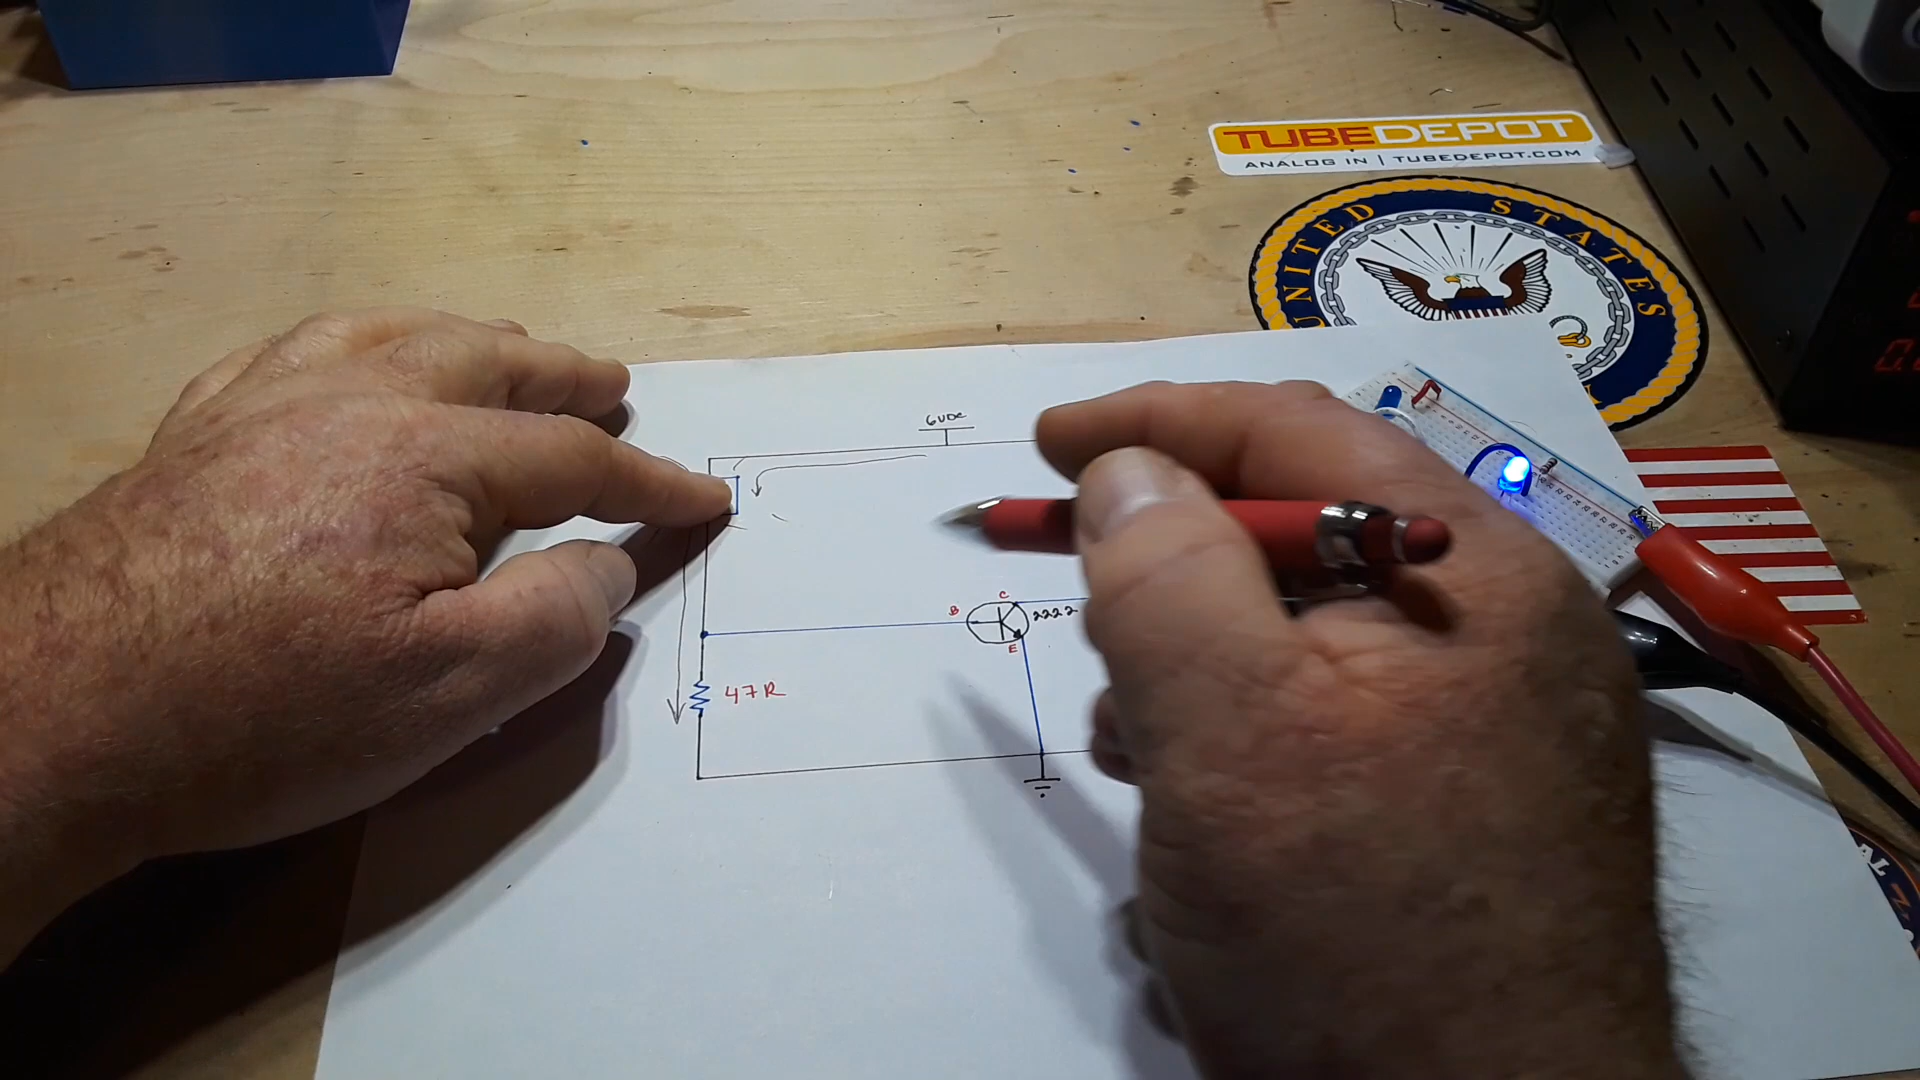 TUBEDEPOT
ANALOG IN | TUBEDEPOT.COM
UNITED STATES
6VDC
B
C
2222
E
47R